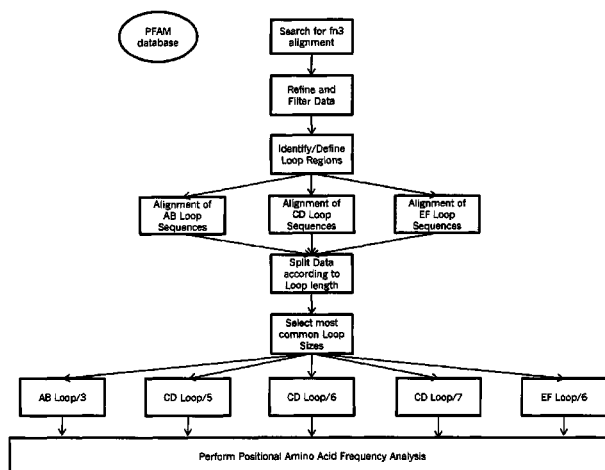 PFAM
database
Search for fn3
alignment
Refine and
Filter Data
Identify/Define
Loop Regions
Alignment of
AB Loop
Sequences
Alignment of
CD Loop
Sequences
Alignment of
EF Loop
Sequences
Split Data
according to
Loop length
Select most
common Loop
Sizes
AB Loop/3
CD Loop/5
CD Loop/6
CD Loop/7
EF Loop/6
Perform Positional Amino Acid Frequency Analysis